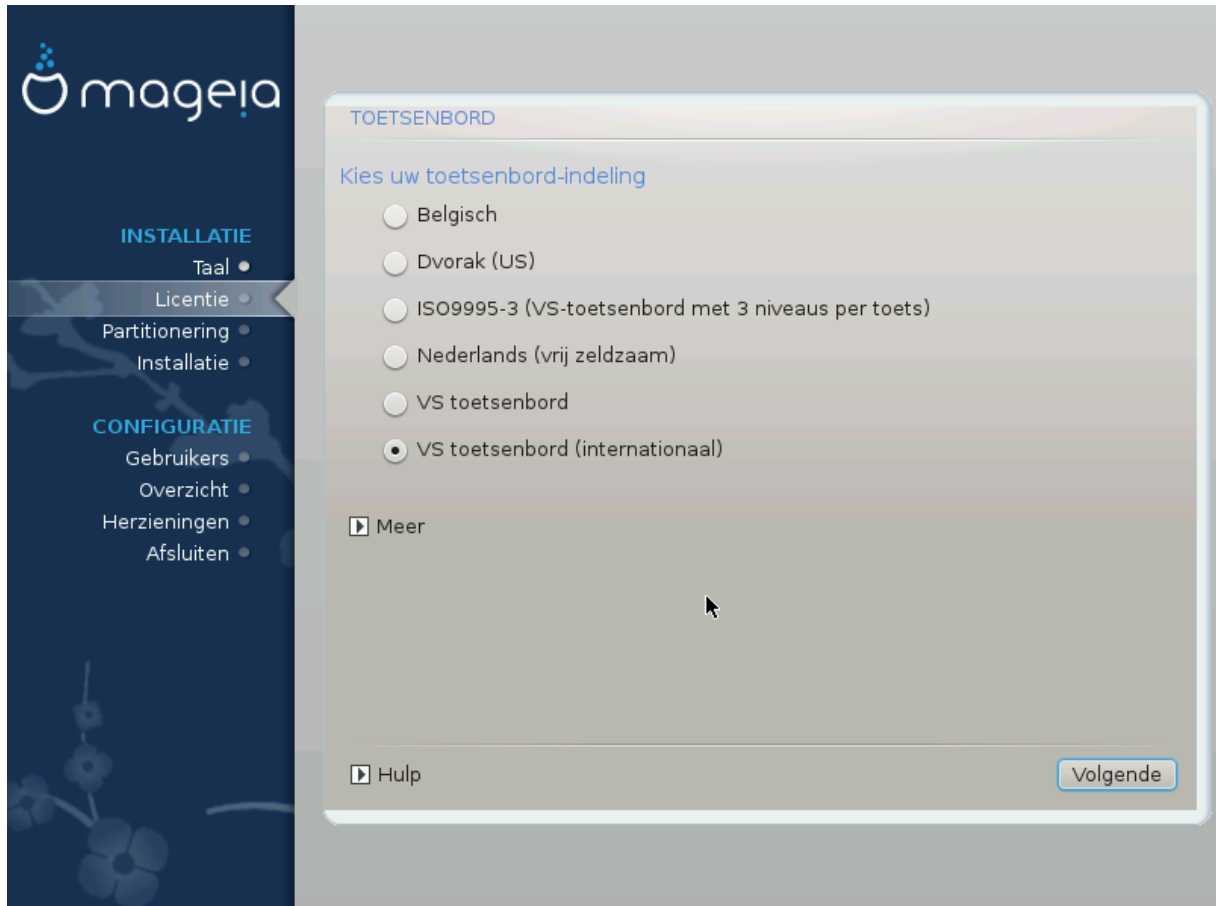 mageia
INSTALLATIE
Taal
Licentie
Partitionering
Installatie
CONFIGURATIE
Gebruikers
Overzicht
Herzieningen
Afsluiten
TOETSENBORD
Kies uw toetsenbord-indeling
Belgisch
Dvorak (US)
ISO9995-3 (VS-toetsenbord met 3 niveaus per toets)
Nederlands (vrij zeldzaam)
VS toetsenbord
VS toetsenbord (internationaal)
Meer
Hulp
Volgende